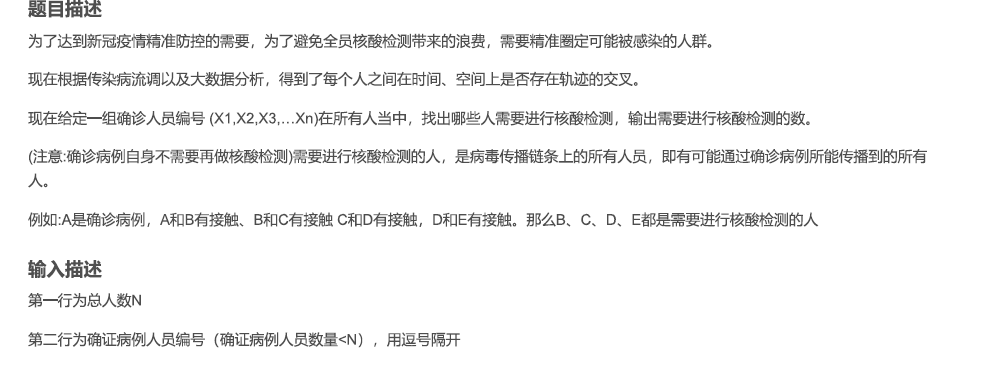 题目描述
为了达到新冠疫情精准防控的需要，为了避免全员核酸检测带来的浪费，需要精准圈定可能被感染的人群。
现在根据传染病流调以及大数据分析，得到了每个人之间在时间、空间上是否存在轨迹的交叉。
现在给定一组确诊人员编号 (X1,X2,X3,…Xn)在所有人当中，找出哪些人需要进行核酸检测，输出需要进行核酸检测的数。
(注意:确诊病例自身不需要再做核酸检测)需要进行核酸检测的人，是病毒传播链条上的所有人员，即有可能通过确诊病例所能传播到的所有
人。
例如:A是确诊病例，A和B有接触、B和C有接触 C和D有接触，D和E有接触。那么B、C、D、E都是需要进行核酸检测的人
输入描述
第一行为总人数N
第二行为确证病例人员编号（确证病例人员数量<N），用逗号隔开